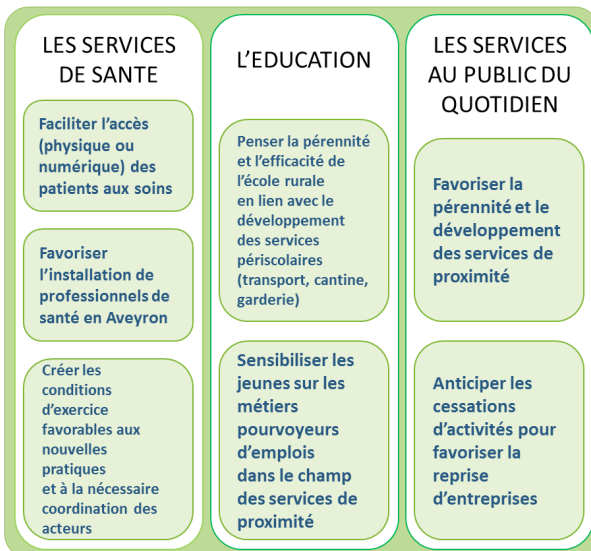 LES SERVICES
DE SANTE
Faciliter l'accès
(physique ou
numérique) des
patients aux soins
Favoriser
l'installation de
professionnels de
santé en Aveyron
Créer les
conditions
d'exercice
favorables aux
nouvelles
pratiques
et à la nécessaire
coordination des
acteurs
L'EDUCATION
Penser la pérennité
et l'efficacité de
l'école rurale
en lien avec le
développement
des services
périscolaires
(transport, cantine,
garderie)
Sensibiliser les
jeunes sur les
métiers
pourvoyeurs
d'emplois
dans le champ
des services de
proximité
LES SERVICES
AU PUBLIC DU
QUOTIDIEN
Favoriser la
pérennité et le
développement
des services de
proximité
Anticiper les
cessations
d'activités pour
favoriser la
reprise
d'entreprises